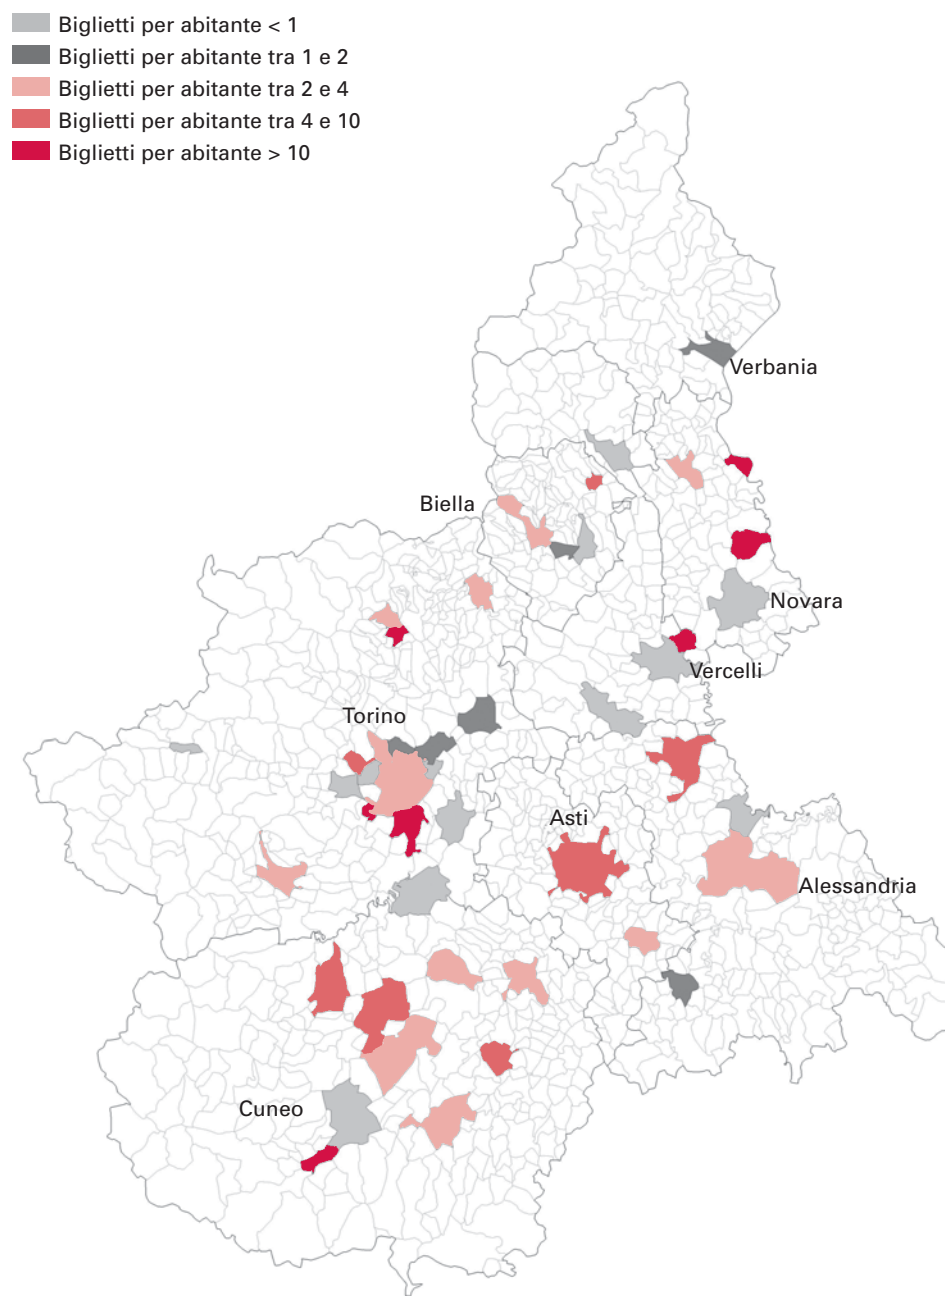 Biglietti per abitante < 1
Biglietti per abitante tra 1 e 2
Biglietti per abitante tra 2 e 4
Biglietti per abitante tra 4 e 10
Biglietti per abitante > 10
Verbania
Biella
Novara
Vercelli
Torino
Asti
Alessandria
Cuneo